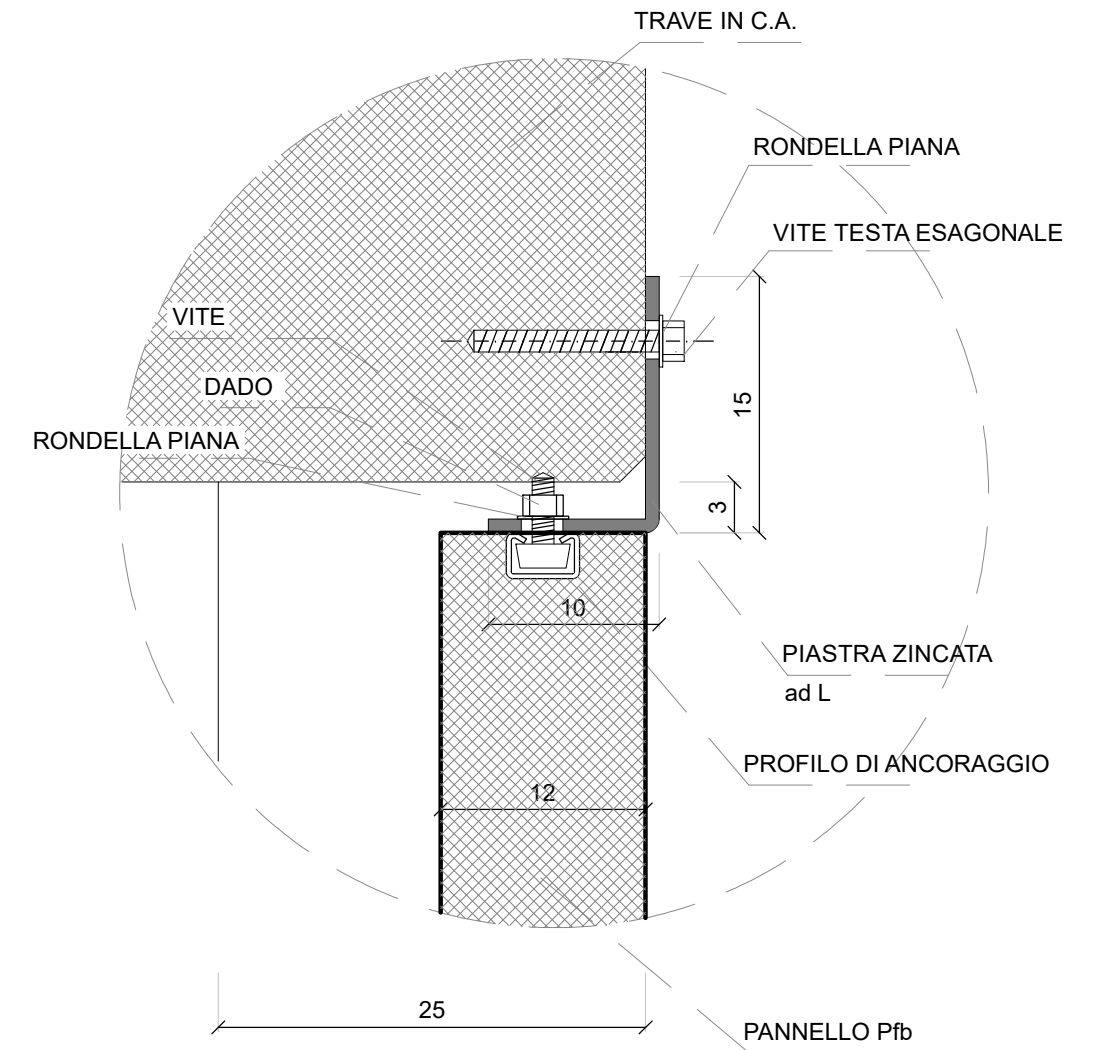 TRAVE IN C.A.
RONDELLA PIANA
VITE TESTA ESAGONALE
VITE
DADO
15
RONDELLA PIANA
3
10
PIASTRA ZINCATA
ad L
PROFILO DI ANCORAGGIO
12
25
PANNELLO Pfb